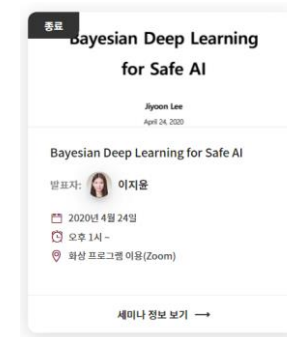 종료
Bayesian Deep Learning
for Safe AI
Jiyoon Lee
April 24, 2020
Bayesian Deep Learning for Safe AI
발표자: 이지윤
2020년 4월 24일
오후 1시 ~
화상 프로그램 이용(Zoom)
세미나 정보 보기 →